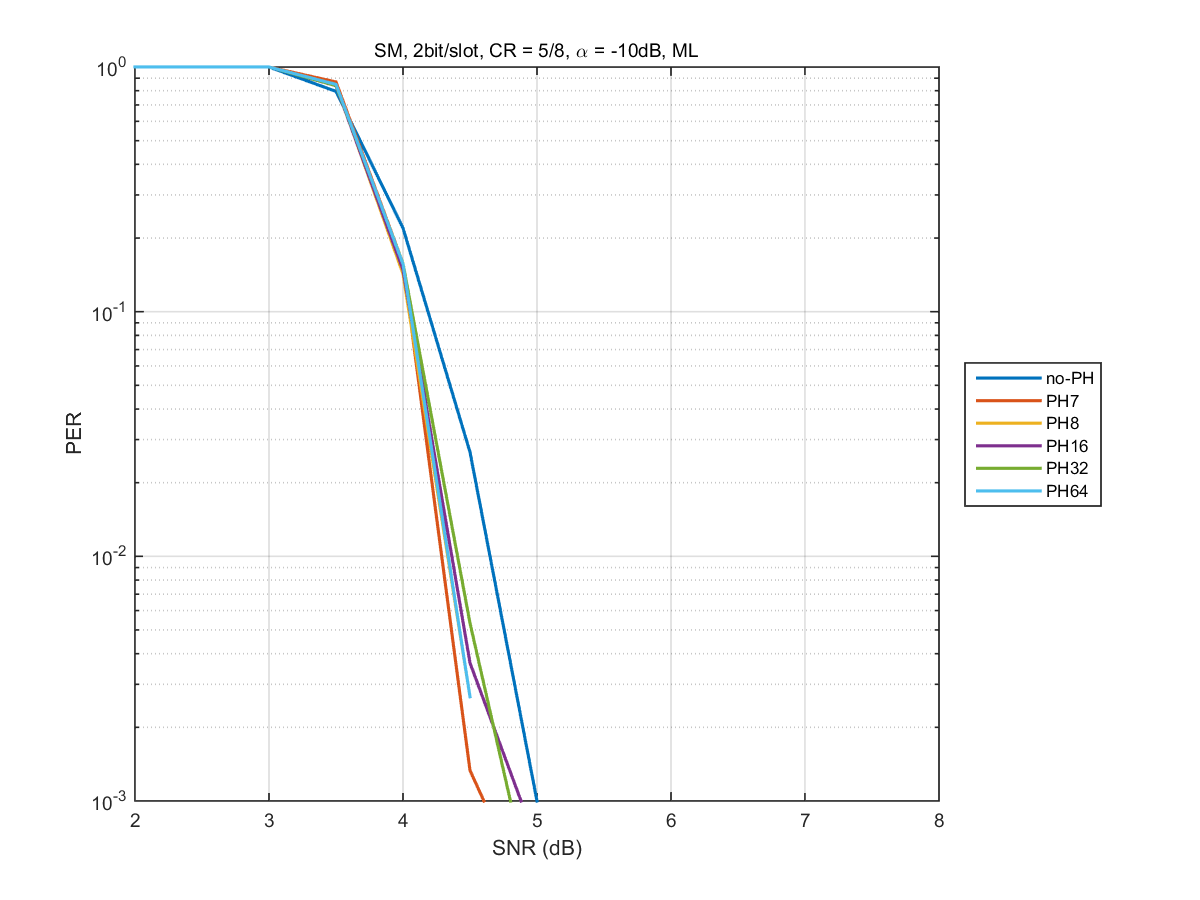 SM, 2bit/slot, CR = 5/8, α = -10dB, ML
10^0
10^-1
10^-2
10^-3
PER
2 3 4 5 6 7 8
SNR (dB)
no-PH
PH7
PH8
PH16
PH32
PH64